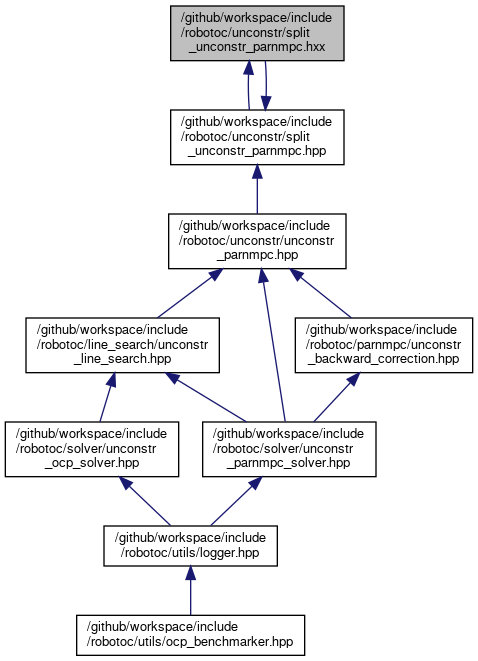 /github/workspace/include
/robotoc/unconstr/split
_unconstr_parnmpc.hxx
/github/workspace/include
/robotoc/unconstr/split
_unconstr_parnmpc.hpp
/github/workspace/include
/robotoc/unconstr/unconstr
_parnmpc.hpp
/github/workspace/include
/robotoc/line_search/unconstr
_line_search.hpp
/github/workspace/include
/robotoc/parnmpc/unconstr
_backward_correction.hpp
/github/workspace/include
/robotoc/solver/unconstr
_ocp_solver.hpp
/github/workspace/include
/robotoc/solver/unconstr
_parnmpc_solver.hpp
/github/workspace/include
/robotoc/utils/logger.hpp
/github/workspace/include
/robotoc/utils/ocp_benchmarker.hpp